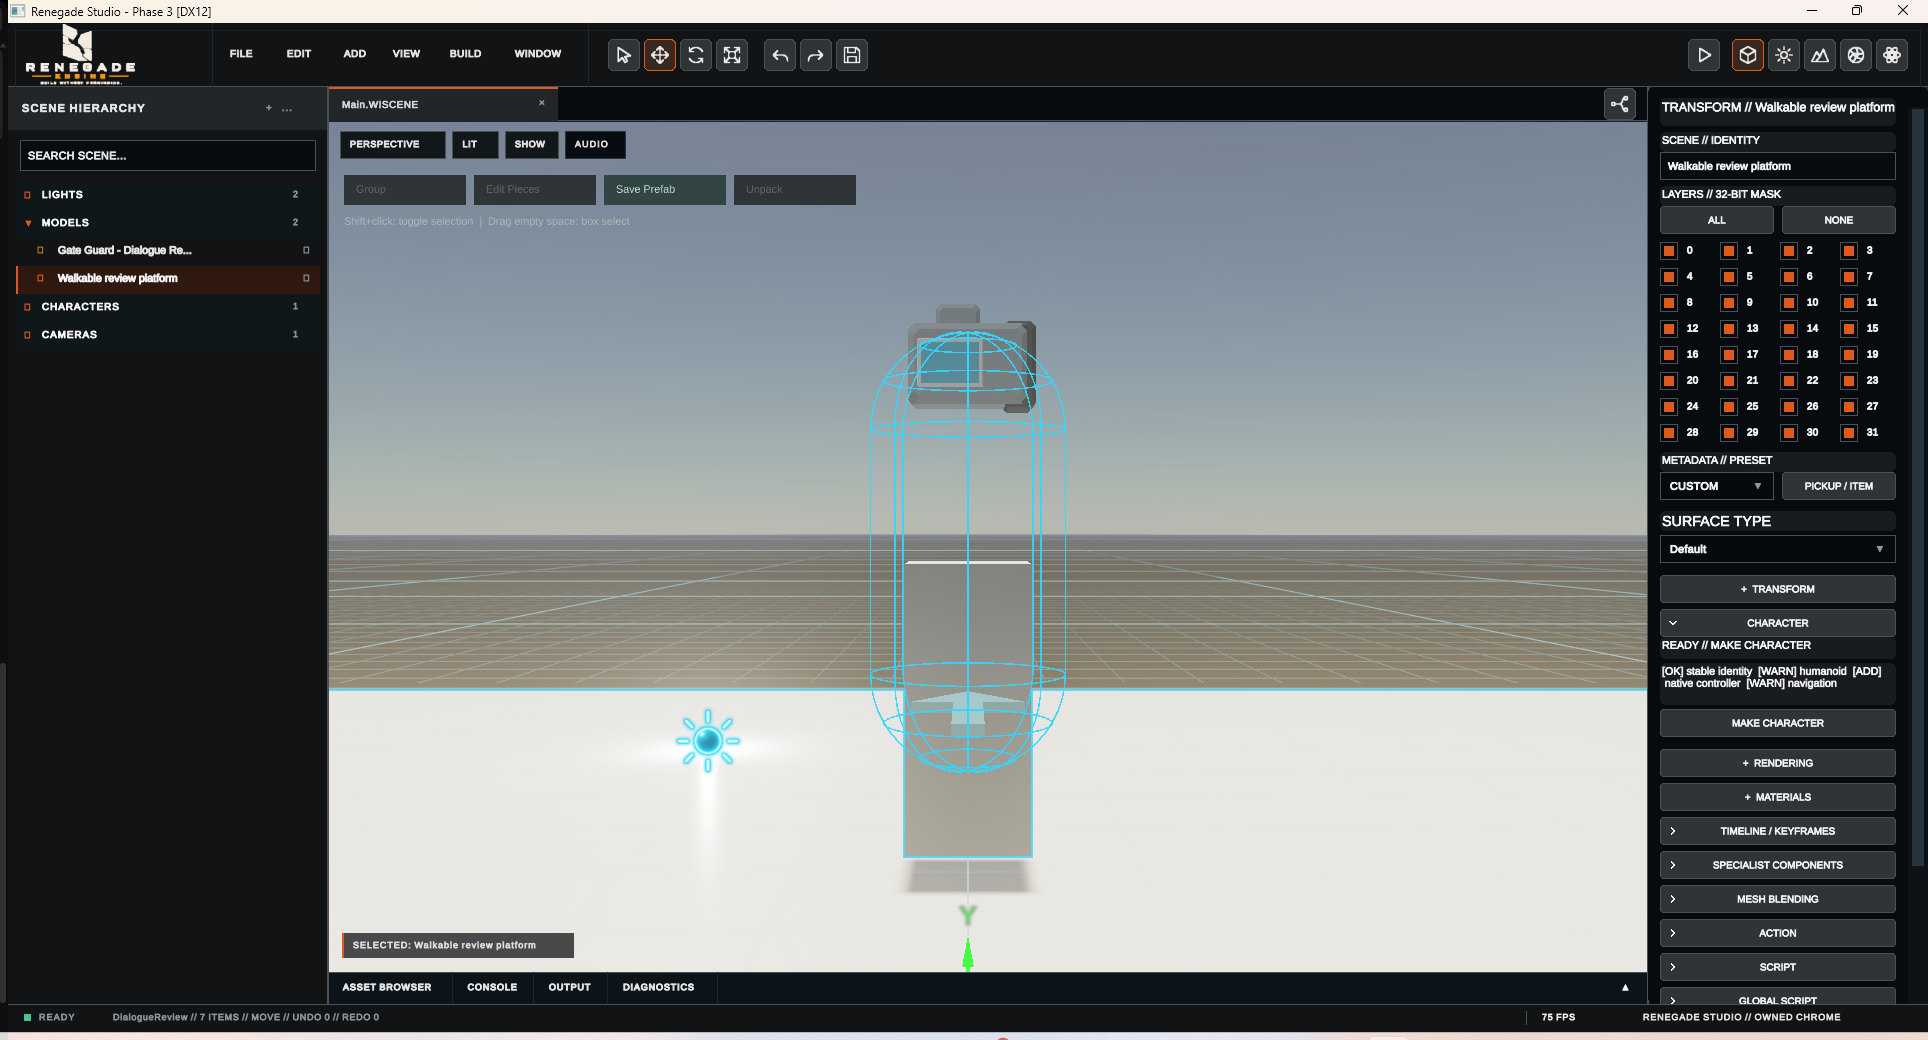 Renegade Studio - Phase 3 [DX12]
RENEGADE
ENGINE
BUILD WITHOUT PERMISSION.
FILE EDIT ADD VIEW BUILD WINDOW
SCENE HIERARCHY + ...
SEARCH SCENE...
LIGHTS 2
MODELS 2
Gate Guard - Dialogue Re...
Walkable review platform
CHARACTERS 1
CAMERAS 1
Main.WISCENE ×
PERSPECTIVE LIT SHOW AUDIO
Group Edit Pieces Save Prefab Unpack
Shift+click: toggle selection | Drag empty space: box select
Y
SELECTED: Walkable review platform
ASSET BROWSER CONSOLE OUTPUT DIAGNOSTICS
TRANSFORM // Walkable review platform
SCENE // IDENTITY
Walkable review platform
LAYERS // 32-BIT MASK
ALL NONE
0 1 2 3
4 5 6 7
8 9 10 11
12 13 14 15
16 17 18 19
20 21 22 23
24 25 26 27
28 29 30 31
METADATA // PRESET
CUSTOM PICKUP / ITEM
SURFACE TYPE
Default
+ TRANSFORM
CHARACTER
READY // MAKE CHARACTER
[OK] stable identity [WARN] humanoid [ADD]
native controller [WARN] navigation
MAKE CHARACTER
+ RENDERING
+ MATERIALS
TIMELINE / KEYFRAMES
SPECIALIST COMPONENTS
MESH BLENDING
ACTION
SCRIPT
GLOBAL SCRIPT
READY DialogueReview // 7 ITEMS // MOVE // UNDO 0 // REDO 0 75 FPS RENEGADE STUDIO // OWNED CHROME